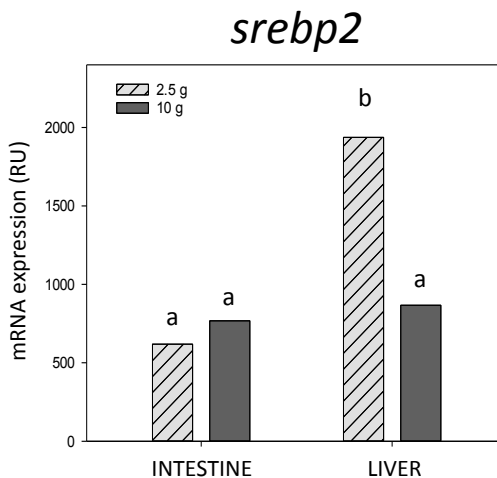 srebp2
2.5 g
10 g
mRNA expression (RU)
2000
1500
1000
500
0
a
a
b
a
INTESTINE
LIVER